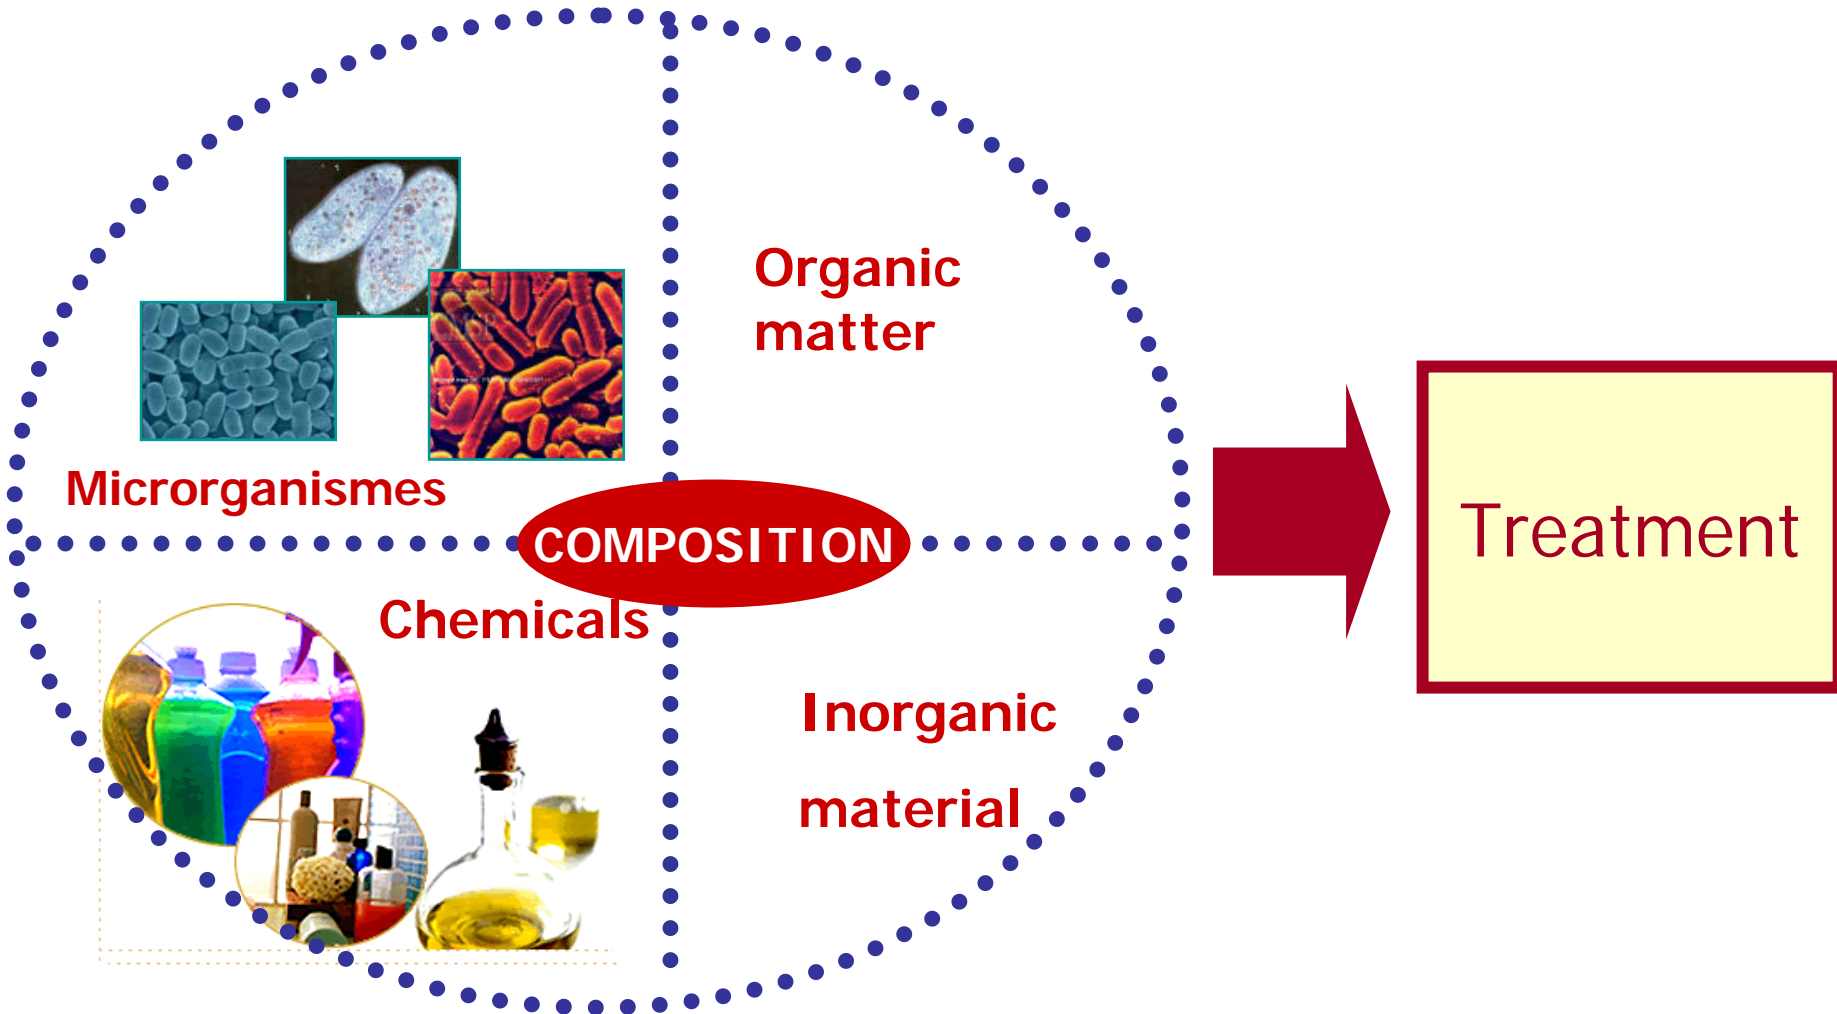 Organic
matter
Microrganismes
COMPOSITION
Chemicals
Inorganic
material
Treatment